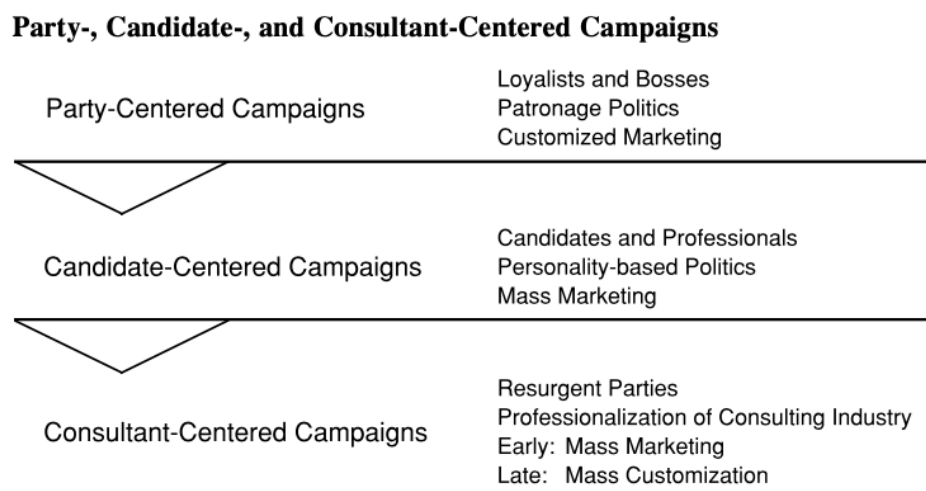 Party-, Candidate-, and Consultant-Centered Campaigns
Party-Centered Campaigns
Loyalists and Bosses
Patronage Politics
Customized Marketing
Candidate-Centered Campaigns
Candidates and Professionals
Personality-based Politics
Mass Marketing
Consultant-Centered Campaigns
Resurgent Parties
Professionalization of Consulting Industry
Early: Mass Marketing
Late: Mass Customization